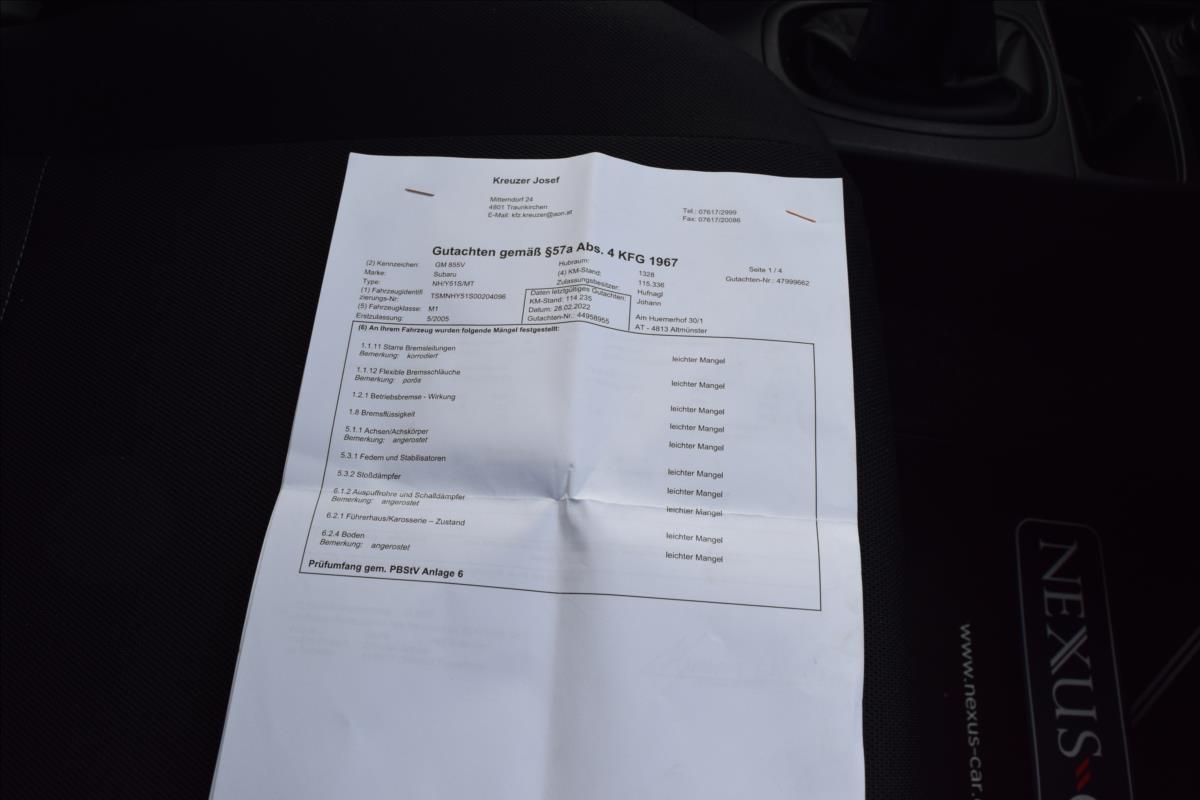 Kreuzer Josef
Mitterndorf 24
4801 Traunkirchen
E-Mail: kfz.kreuzer@aon.at
Tel.: 07617/2999
Fax: 07617/20086
Gutachten gemäß §57a Abs. 4 KFG 1967
Seite 1 / 4
Gutachten-Nr.: 47999662
(2) Kennzeichen: GM 855V
Marke: Subaru
Type: NH/Y51S/MT
(1) Fahrzeugidentifi
zierungs-Nr: TSMNHY51S00204096
(5) Fahrzeugklasse: M1
Erstzulassung: 5/2005
Hubraum: 1328
(4) KM-Stand: 115.336
Zulassungsbesitzer: Hufnagl
Johann
Am Huemerhof 30/1
AT - 4813 Altmünster
Daten letztgültiges Gutachten:
KM-Stand: 114 235
Datum: 28.02.2022
Gutachten-Nr.: 44958955
(6) An Ihrem Fahrzeug wurden folgende Mängel festgestellt:
1.1.11 Starre Bremsleitungen leichter Mangel
Bemerkung: korrodiert
1.1.12 Flexible Bremsschläuche leichter Mangel
Bemerkung: porös
1.2.1 Betriebsbremse - Wirkung leichter Mangel
1.8 Bremsflüssigkeit leichter Mangel
5.1.1 Achsen/Achskörper leichter Mangel
Bemerkung: angerostet
5.3.1 Federn und Stabilisatoren leichter Mangel
5.3.2 Stoßdämpfer leichter Mangel
6.1.2 Auspuffrohre und Schalldämpfer leichter Mangel
Bemerkung: angerostet
6.2.1 Führerhaus/Karosserie – Zustand leichter Mangel
6.2.4 Boden leichter Mangel
Bemerkung: angerostet
Prüfumfang gem. PBStV Anlage 6
NEXUS
www.nexus-car.